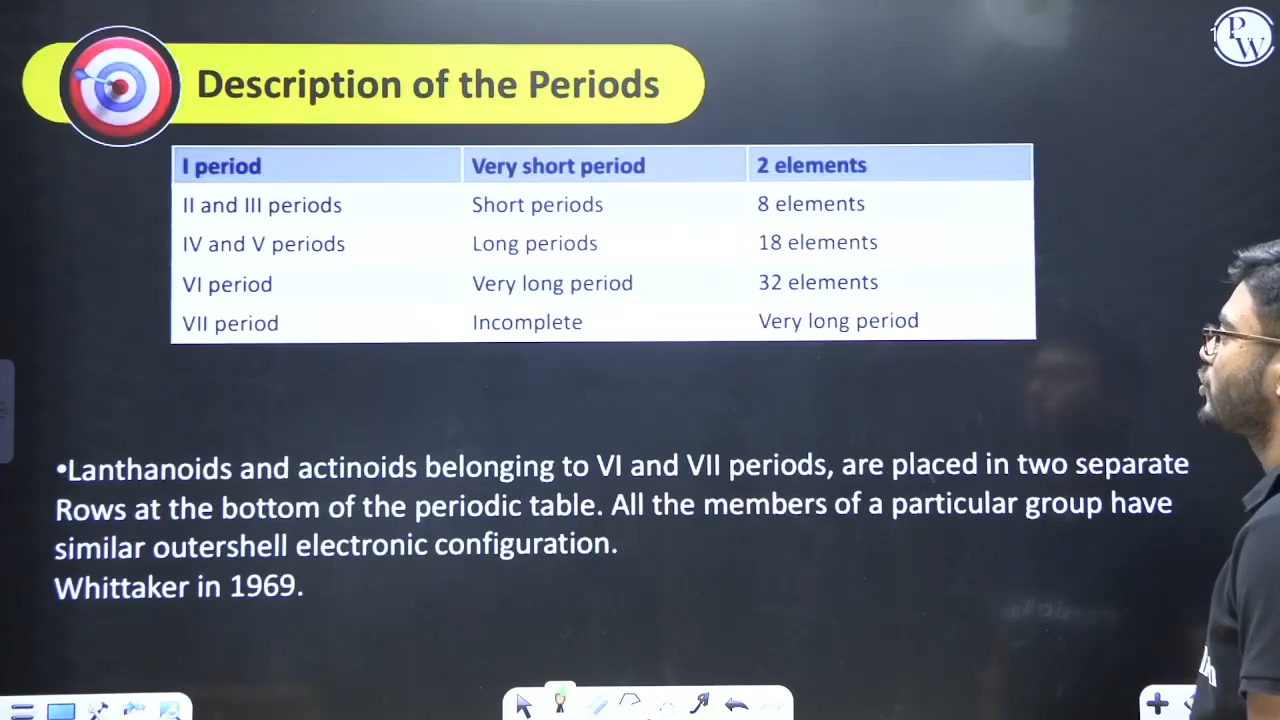 PW
Description of the Periods
I period Very short period 2 elements
II and III periods Short periods 8 elements
IV and V periods Long periods 18 elements
VI period Very long period 32 elements
VII period Incomplete Very long period
•Lanthanoids and actinoids belonging to VI and VII periods, are placed in two separate
Rows at the bottom of the periodic table. All the members of a particular group have
similar outershell electronic configuration.
Whittaker in 1969.